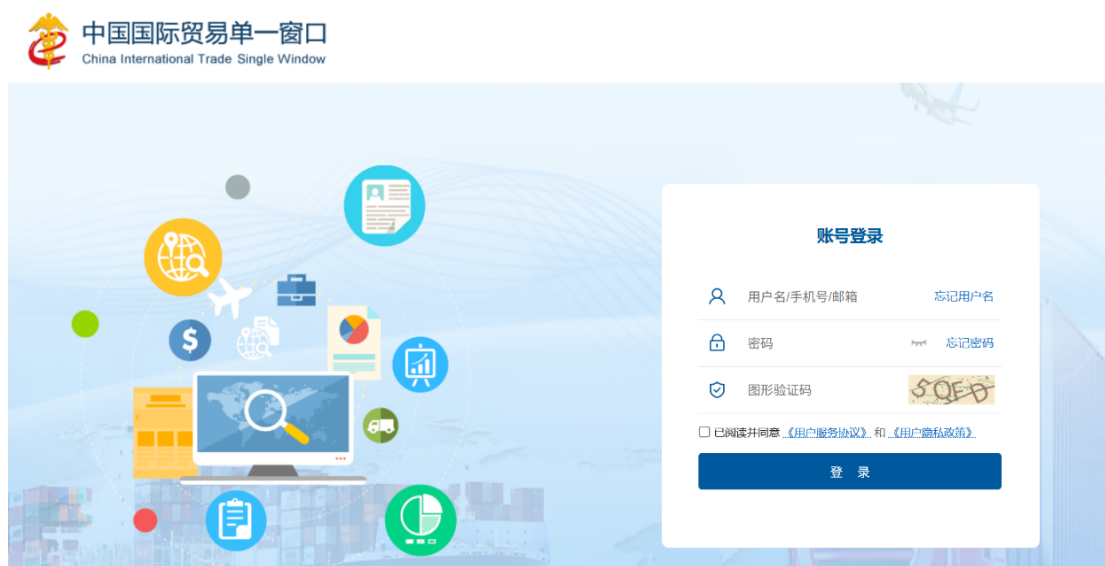 中国国际贸易单一窗口
China International Trade Single Window
账号登录
用户名/手机号/邮箱 忘记用户名
密码 忘记密码
图形验证码 SQFD
已阅读并同意 《用户服务协议》 和 《用户隐私政策》
登 录